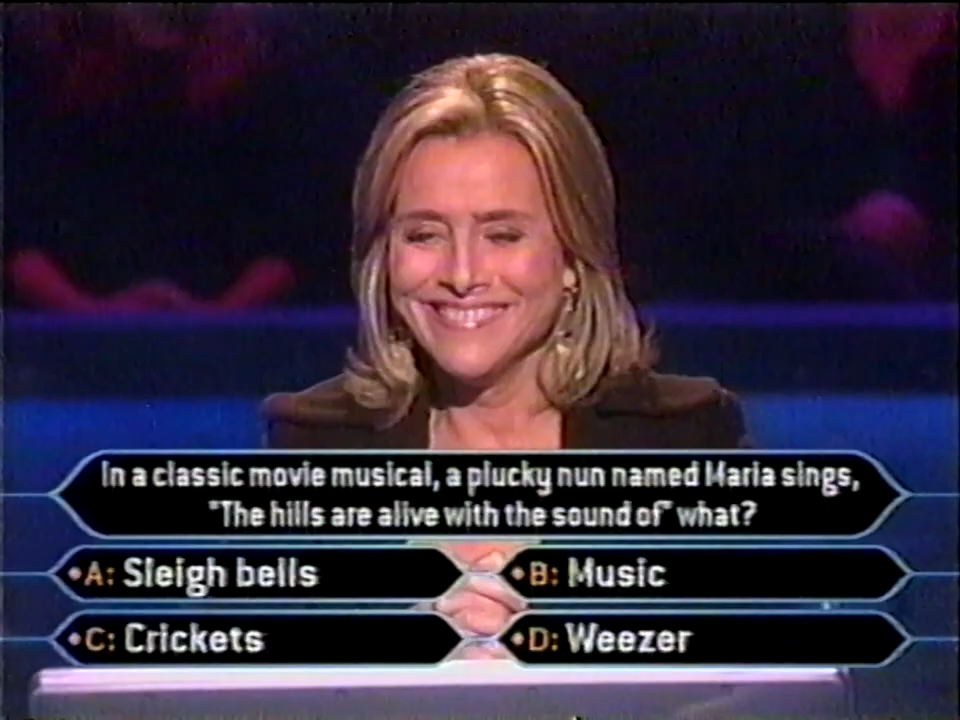 In a classic movie musical, a plucky nun named Maria sings,
"The hills are alive with the sound of" what?
A: Sleigh bells
B: Music
C: Crickets
D: Weezer